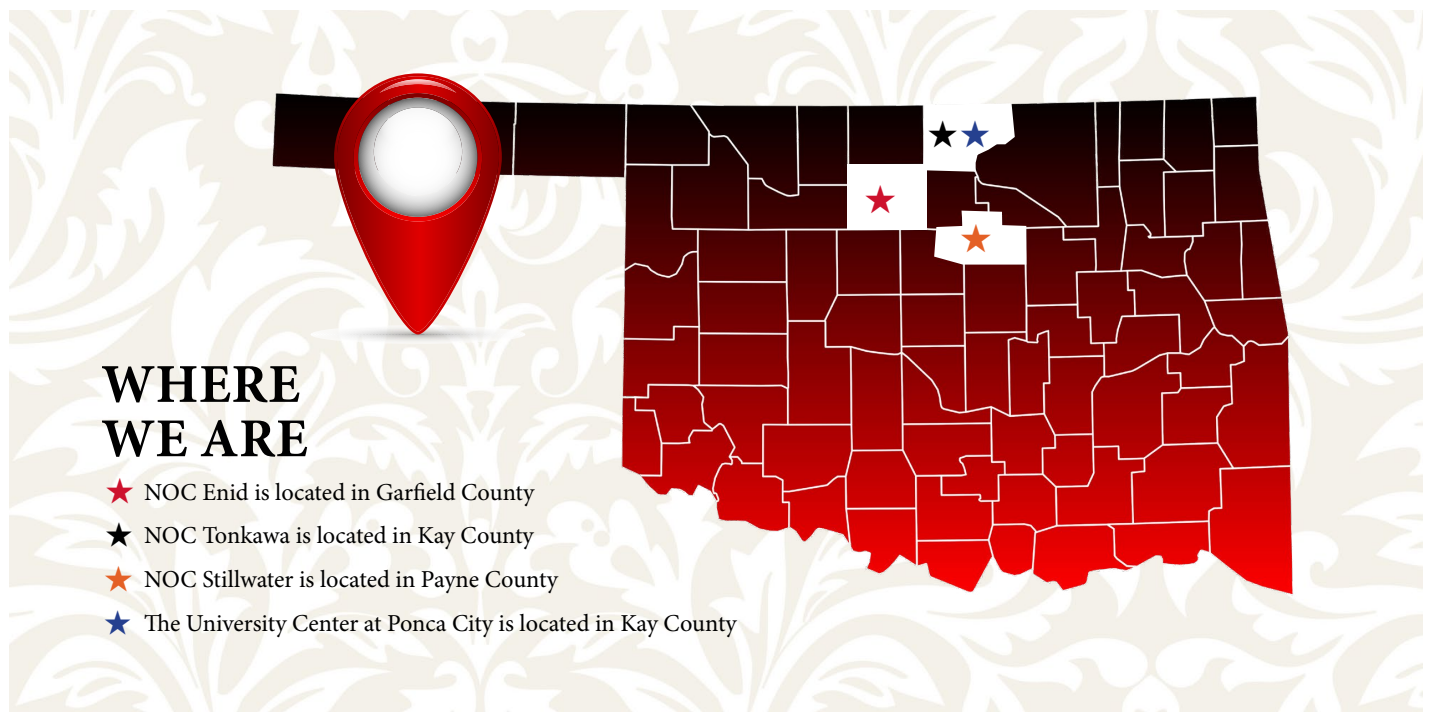 WHERE
WE ARE
NOC Enid is located in Garfield County
NOC Tonkawa is located in Kay County
NOC Stillwater is located in Payne County
The University Center at Ponca City is located in Kay County